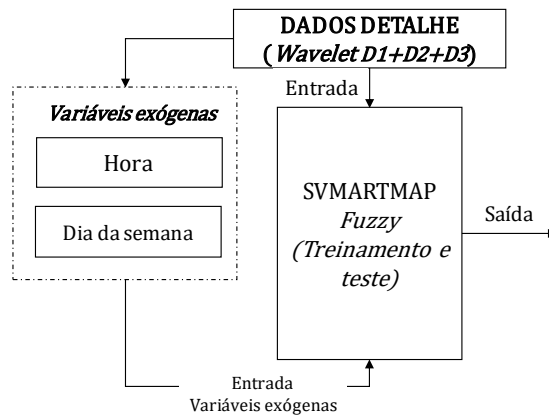 DADOS DETALHE
(Wavelet D1+D2+D3)
Entrada
Variáveis exógenas
Hora
Dia da semana
SVMARTMAP
Fuzzy
(Treinamento e
teste)
Saída
Entrada
Variáveis exógenas